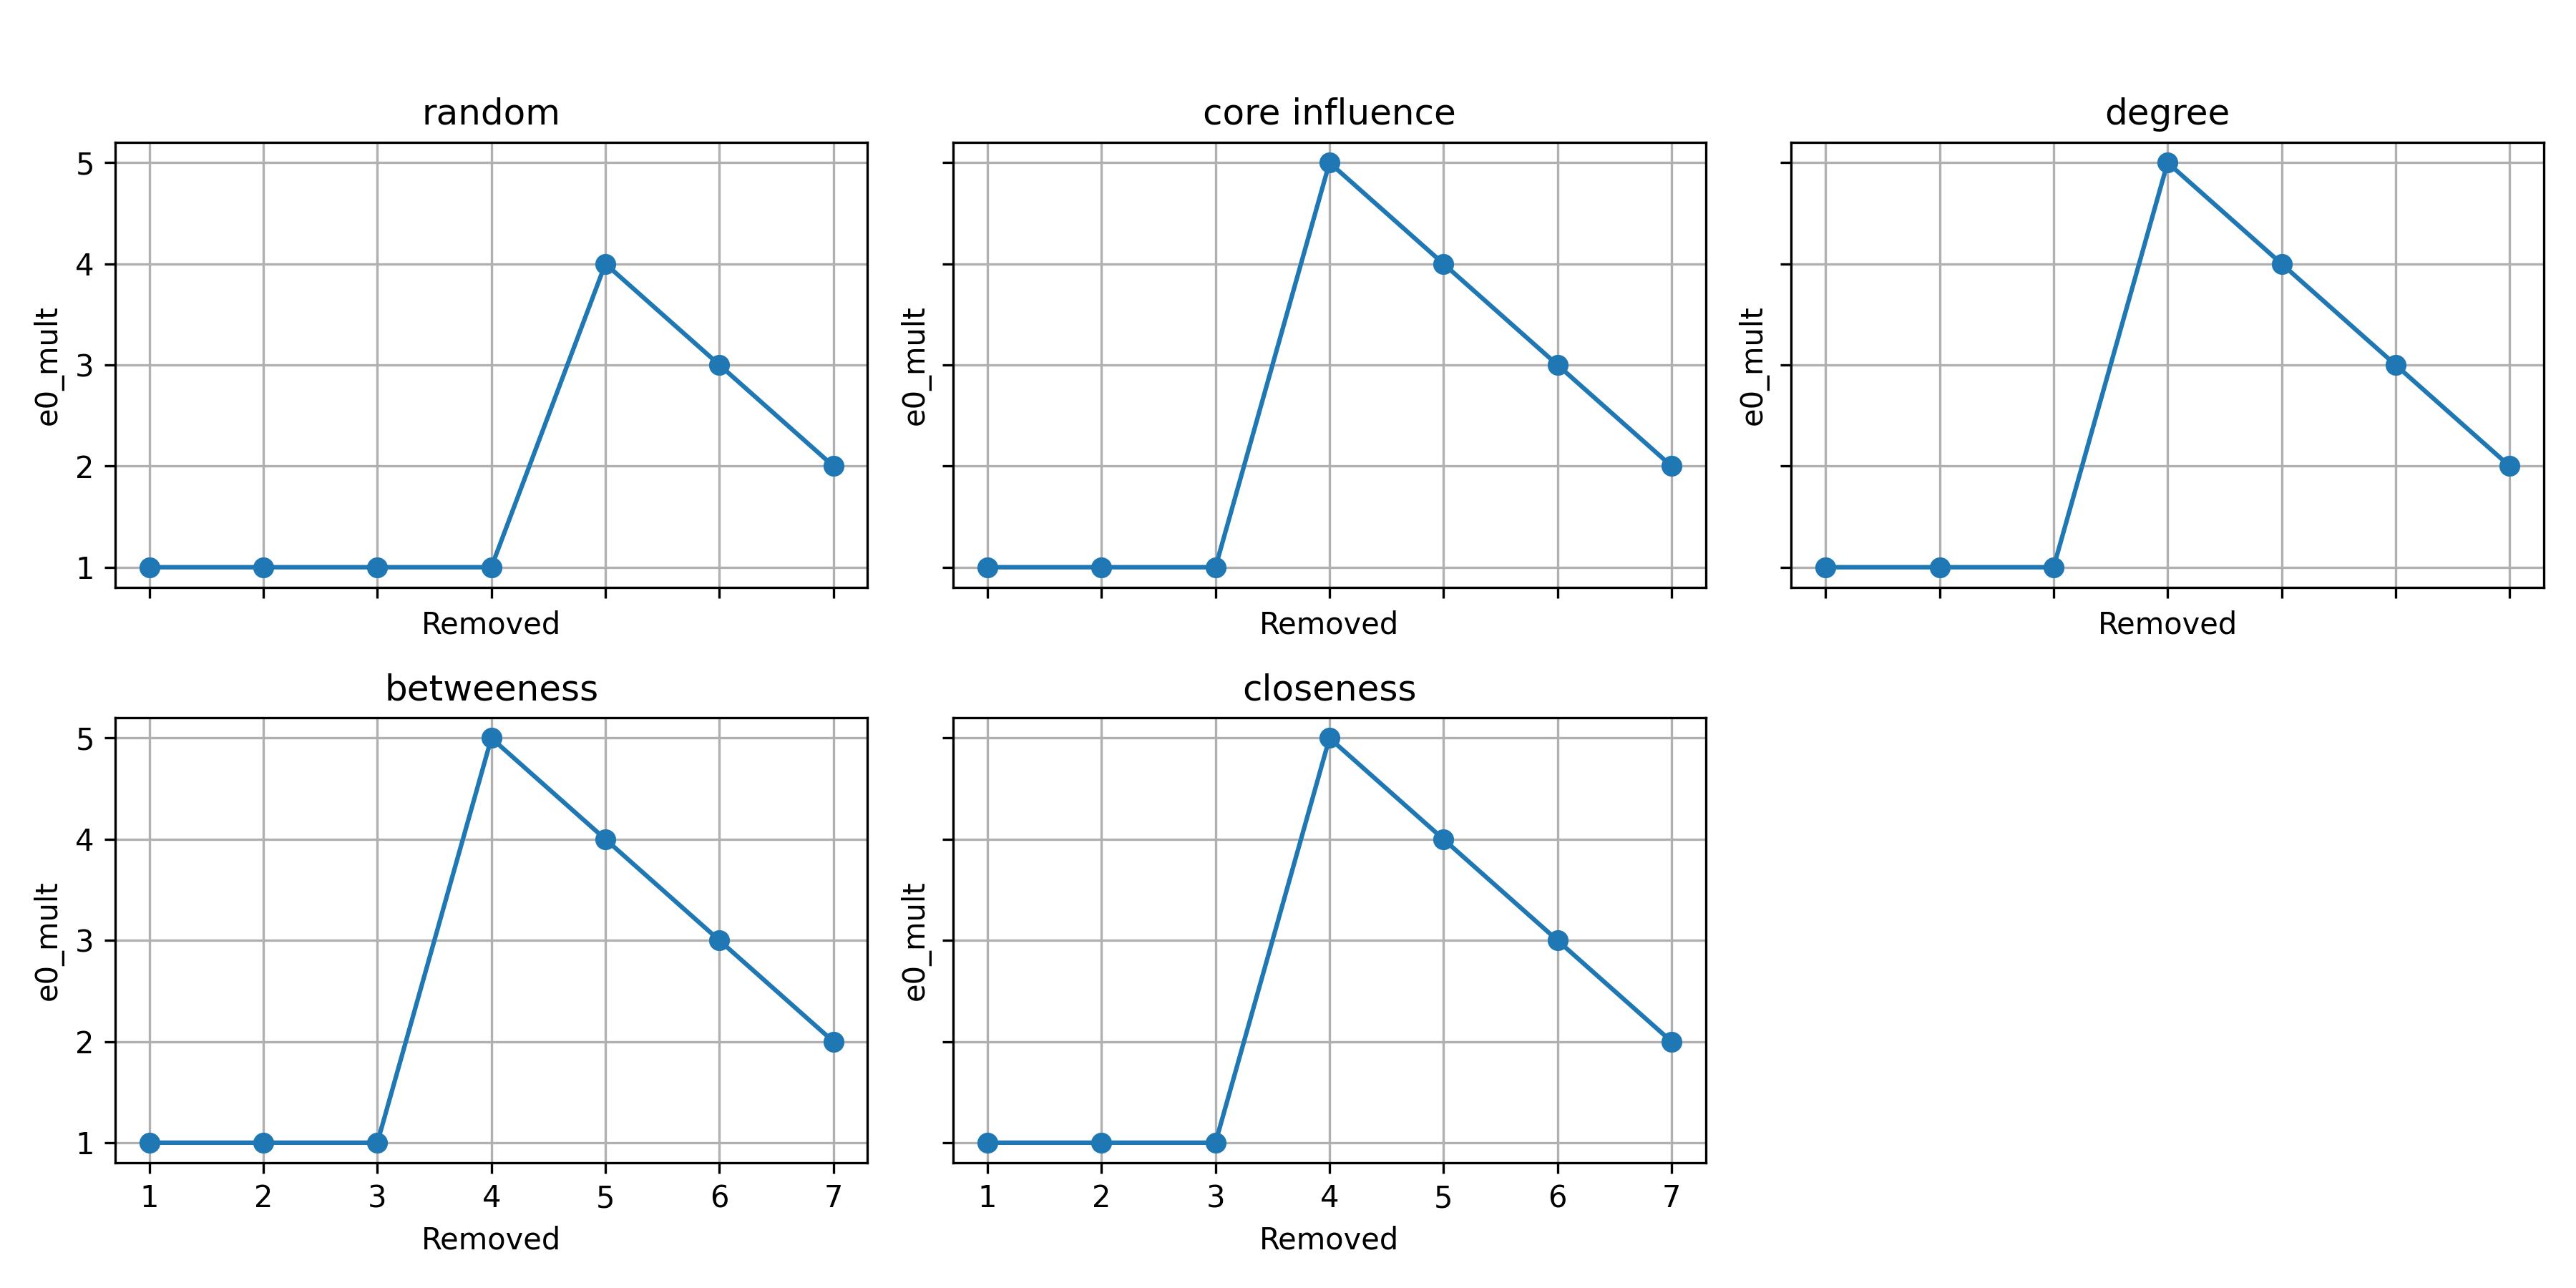 random
core influence
degree
5
4
3
2
1
e0_mult
e0_mult
e0_mult
Removed
Removed
Removed
betweeness
closeness
5
4
3
2
1
e0_mult
e0_mult
1 2 3 4 5 6 7
1 2 3 4 5 6 7
Removed
Removed